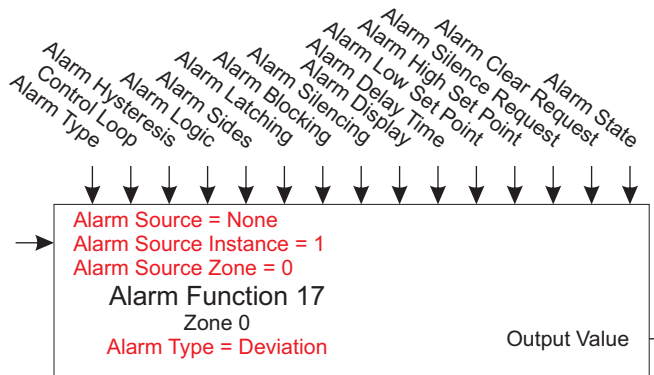 Alarm Type
Control Loop
Alarm Hysteresis
Alarm Logic
Alarm Sides
Alarm Latching
Alarm Blocking
Alarm Silencing
Alarm Display
Alarm Delay Time
Alarm Low Set Point
Alarm High Set Point
Alarm Silence Request
Alarm Clear Request
Alarm State
Alarm Source = None
Alarm Source Instance = 1
Alarm Source Zone = 0
Alarm Function 17
Zone 0
Alarm Type = Deviation
Output Value